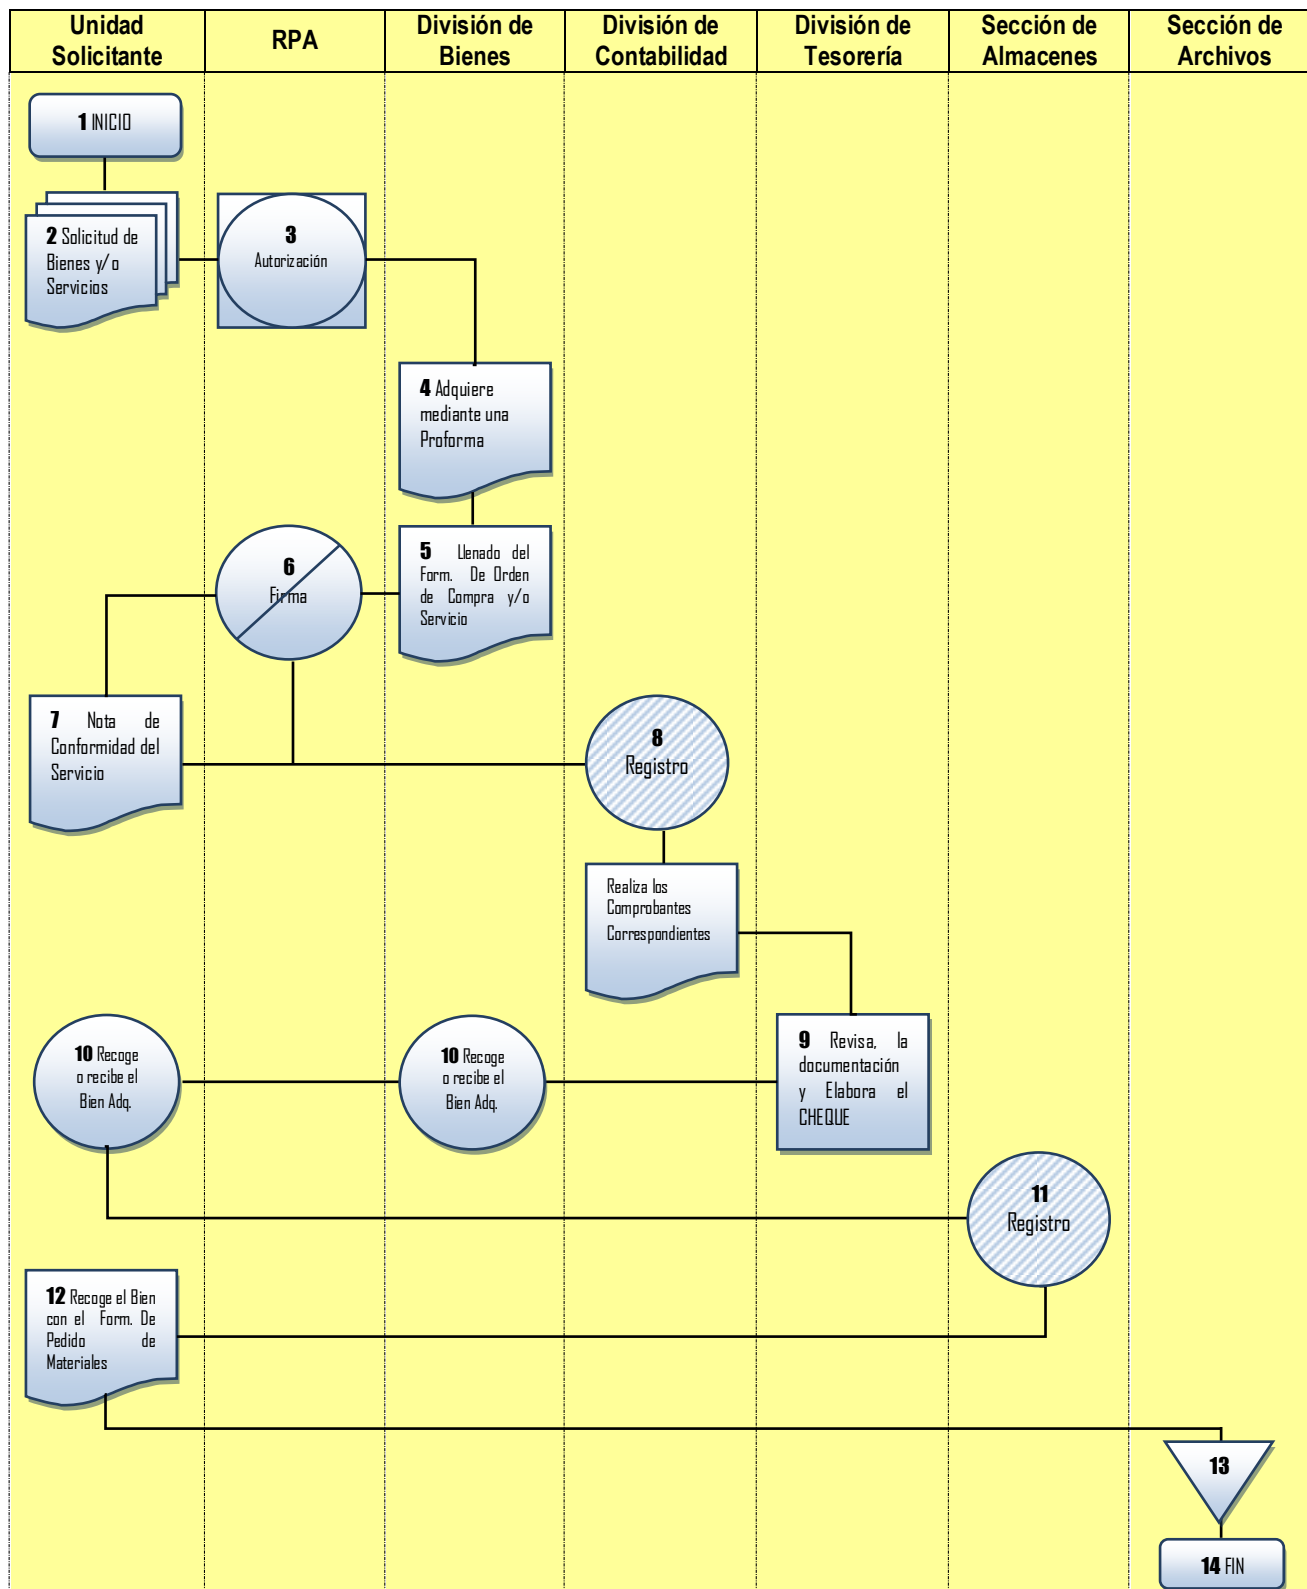 Unidad
Solicitante
RPA
División de
Bienes
División de
Contabilidad
División de
Tesorería
Sección de
Almacenes
Sección de
Archivos
1 INICIO
2 Solicitud de
Bienes y/o
Servicios
3
Autorización
4 Adquiere
mediante una
Proforma
5 Llenado del
Form. De Orden
de Compra y/o
Servicio
6
Firma
7 Nota de
Conformidad del
Servicio
8
Registro
Realiza los
Comprobantes
Correspondientes
9 Revisa, la
documentación
y Elabora el
CHEQUE
10 Recoge
o recibe el
Bien Adq.
10 Recoge
o recibe el
Bien Adq.
11
Registro
12 Recoge el Bien
con el Form. De
Pedido de
Materiales
13
14 FIN